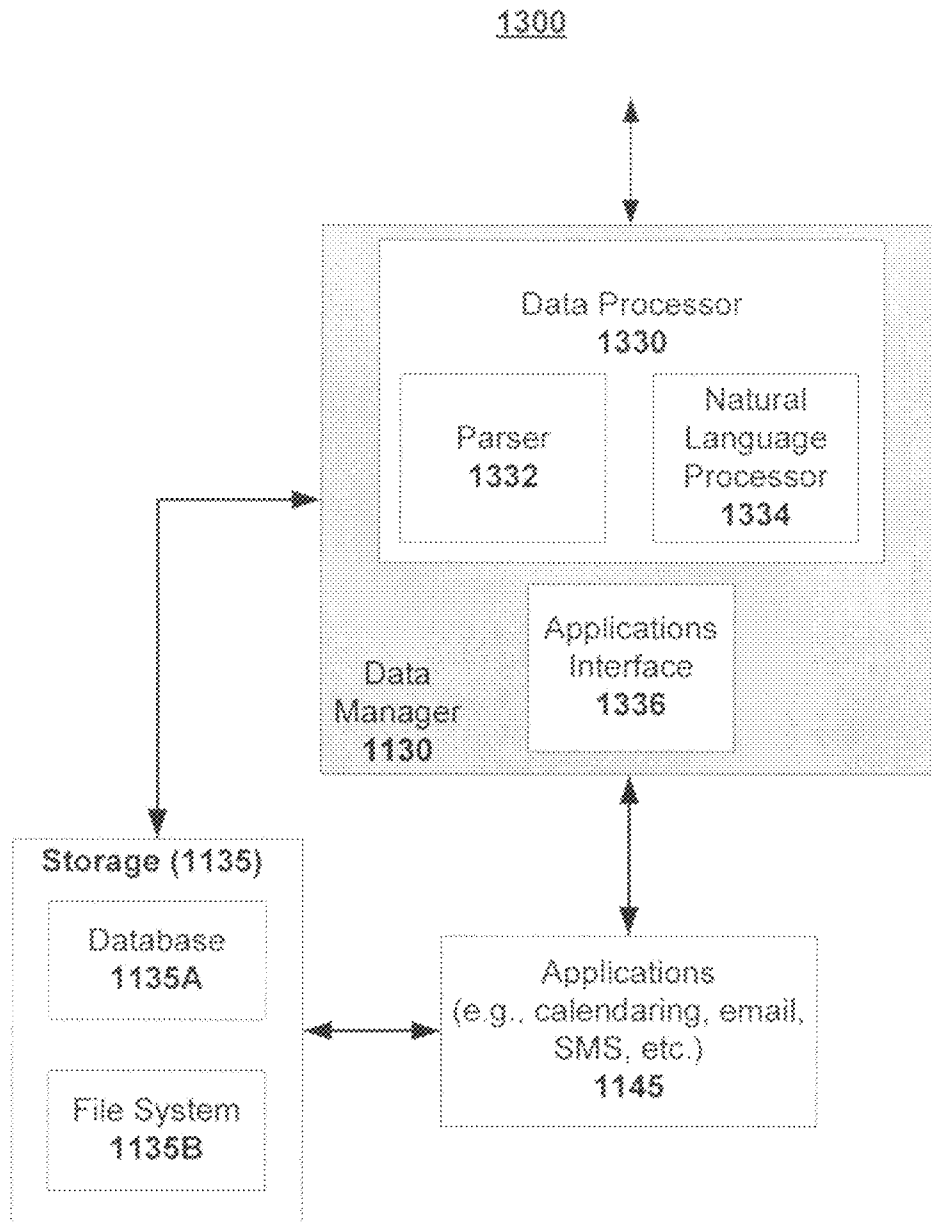 1300
Data Processor
1330
Parser
1332
Natural
Language
Processor
1334
Applications
Interface
1336
Data
Manager
1130
Storage (1135)
Database
1135A
File System
1135B
Applications
(e.g., calendaring, email,
SMS, etc.)
1145